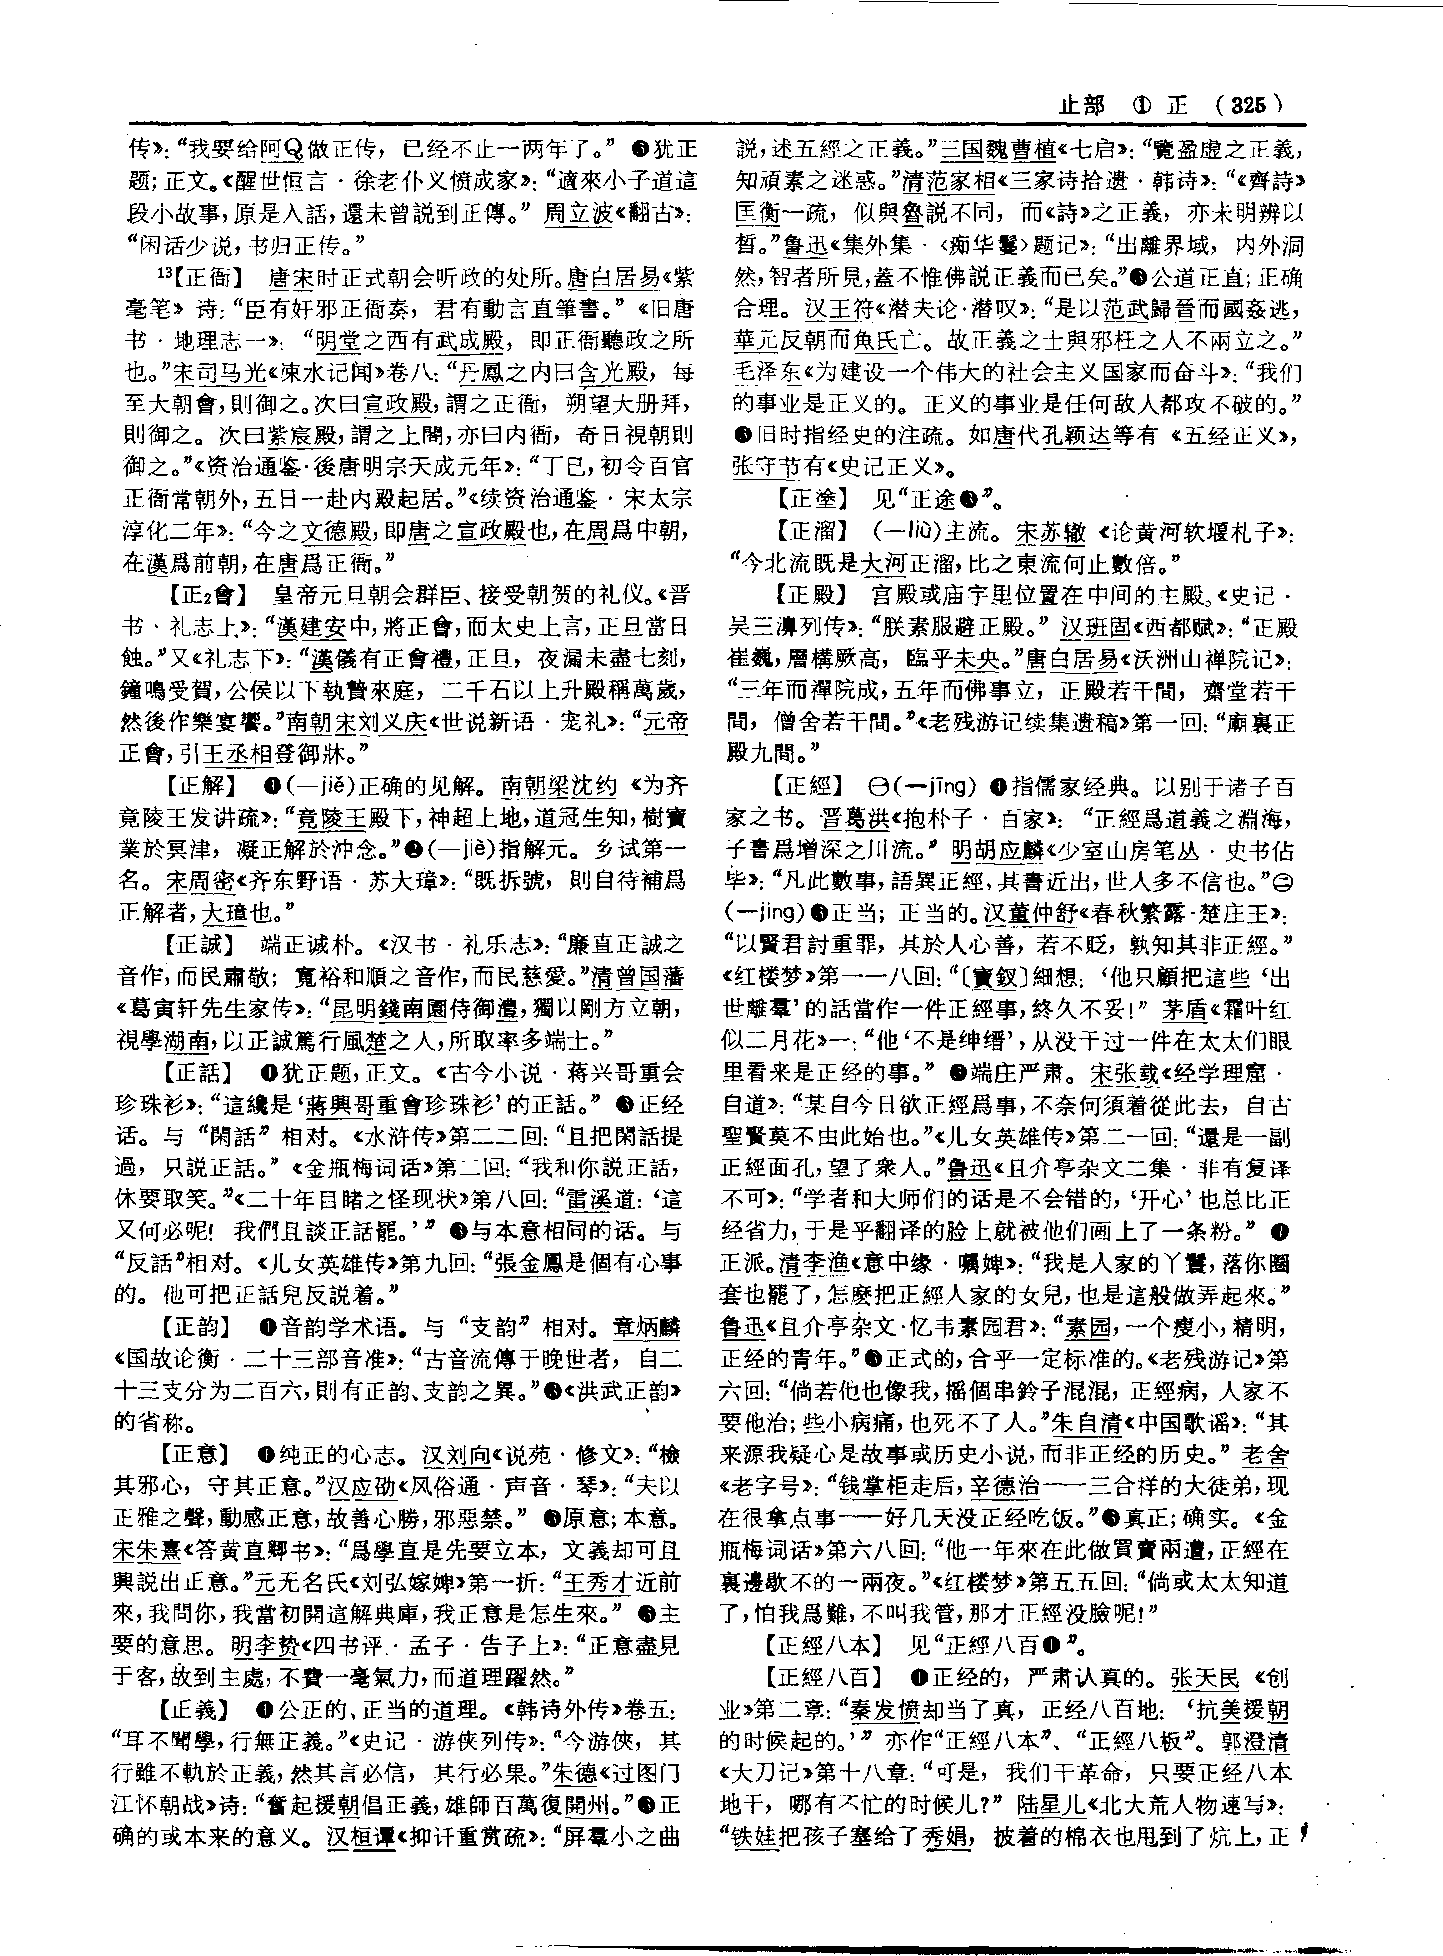 止部 ① 正 (325)
传》：“我要给阿Q做正传，已经不止一两年了。” ❷犹正
题；正文。《醒世恒言·徐老仆义愤成家》：“適來小子道這
段小故事，原是入話，還未曾説到正傳。” 周立波《翻古》：
“闲话少说，书归正传。”
13【正衙】 唐宋时正式朝会听政的处所。唐白居易《紫
毫笔》诗：“臣有奸邪正衙奏，君有動言直筆書。”《旧唐
书·地理志一》：“明堂之西有武成殿，即正衙聽政之所
也。”宋司马光《涑水记闻》卷八：“丹鳳之内曰含光殿，每
至大朝會，則御之。次曰宣政殿，謂之正衙，朔望大册拜，
則御之。次曰紫宸殿，謂之上閤，亦曰内衙，奇日視朝則
御之。”《资治通鉴·後唐明宗天成元年》：“丁巳，初令百官
正衙常朝外，五日一赴内殿起居。”《续资治通鉴·宋太宗
淳化二年》：“今之文德殿，即唐之宣政殿也，在周爲中朝，
在漢爲前朝，在唐爲正衙。”
【正2會】 皇帝元旦朝会群臣、接受朝贺的礼仪。《晋
书·礼志上》：“漢建安中，將正會，而太史上言，正旦當日
蝕。”又《礼志下》：“漢儀有正會禮，正旦，夜漏未盡七刻，
鐘鳴受賀，公侯以下執贄來庭，二千石以上升殿稱萬歲，
然後作樂宴饗。”南朝宋刘义庆《世说新语·宠礼》：“元帝
正會，引王丞相登御牀。”
【正解】 ❶(—jiě)正确的见解。南朝梁沈约《为齐
竟陵王发讲疏》：“竟陵王殿下，神超上地，道冠生知，樹寶
業於冥津，凝正解於沖念。”❷(—jiè)指解元。乡试第一
名。宋周密《齐东野语·苏大璋》：“既拆號，則自待補爲
正解者，大璋也。”
【正誠】 端正诚朴。《汉书·礼乐志》：“廉直正誠之
音作，而民肅敬；寬裕和順之音作，而民慈愛。”清曾国藩
《葛寅轩先生家传》：“昆明錢南園侍御灃，獨以剛方立朝，
視學湖南，以正誠篤行風楚之人，所取率多端士。”
【正話】 ❶犹正题，正文。《古今小说·蒋兴哥重会
珍珠衫》：“這纔是‘蔣興哥重會珍珠衫’的正話。” ❷正经
话。与“閑話”相对。《水浒传》第二二回：“且把閑話提
過，只説正話。”《金瓶梅词话》第二回：“我和你説正話，
休要取笑。”《二十年目睹之怪现状》第八回：“雷溪道：‘這
又何必呢！我們且談正話罷。’” ❸与本意相同的话。与
“反話”相对。《儿女英雄传》第九回：“張金鳳是個有心事
的。他可把正話兒反説着。”
【正韵】 ❶音韵学术语。与“支韵”相对。章炳麟
《国故论衡·二十三部音准》：“古音流傳于晚世者，自二
十三支分为二百六，則有正韵、支韵之異。”❷《洪武正韵》
的省称。
【正意】 ❶纯正的心志。汉刘向《说苑·修文》：“檢
其邪心，守其正意。”汉应劭《风俗通·声音·琴》：“夫以
正雅之聲，動感正意，故善心勝，邪惡禁。” ❷原意；本意。
宋朱熹《答黄直卿书》：“爲學直是先要立本，文義却可且
與説出正意。”元无名氏《刘弘嫁婢》第一折：“王秀才近前
來，我問你，我當初開這解典庫，我正意是怎生來。” ❸主
要的意思。明李贽《四书评·孟子·告子上》：“正意盡見
于客，故到主處，不費一毫氣力，而道理躍然。”
【正義】 ❶公正的、正当的道理。《韩诗外传》卷五：
“耳不聞學，行無正義。”《史记·游侠列传》：“今游俠，其
行雖不軌於正義，然其言必信，其行必果。”朱德《过图门
江怀朝战》诗：“奮起援朝倡正義，雄師百萬復開州。”❷正
确的或本来的意义。汉桓谭《抑讦重赏疏》：“屏羣小之曲
説，述五經之正義。”三国魏曹植《七启》：“覽盈虛之正義，
知頑素之迷惑。”清范家相《三家诗拾遗·韩诗》：“《齊詩》
匡衡一疏，似與魯説不同，而《詩》之正義，亦未明辨以
晳。”鲁迅《集外集·〈痴华鬘〉题记》：“出離界域，内外洞
然，智者所見，蓋不惟佛説正義而已矣。”❸公道正直；正确
合理。汉王符《潜夫论·潜叹》：“是以范武歸晉而國姦逃，
華元反朝而魚氏亡。故正義之士與邪枉之人不兩立之。”
毛泽东《为建设一个伟大的社会主义国家而奋斗》：“我们
的事业是正义的。正义的事业是任何敌人都攻不破的。”
❹旧时指经史的注疏。如唐代孔颖达等有《五经正义》，
张守节有《史记正义》。
【正塗】 见“正途❸”。
【正溜】 (—liù)主流。宋苏辙《论黄河软堰札子》：
“今北流既是大河正溜，比之東流何止數倍。”
【正殿】 宫殿或庙宇里位置在中间的主殿。《史记·
吴王濞列传》：“朕素服避正殿。” 汉班固《西都赋》：“正殿
崔巍，層構厥高，臨乎未央。”唐白居易《沃洲山禅院记》：
“三年而禪院成，五年而佛事立，正殿若干間，齋堂若干
間，僧舍若干間。”《老残游记续集遗稿》第一回：“廟裏正
殿九間。”
【正經】 ㊀(—jīng) ❶指儒家经典。以别于诸子百
家之书。晋葛洪《抱朴子·百家》：“正經爲道義之淵海，
子書爲增深之川流。” 明胡应麟《少室山房笔丛·史书佔
毕》：“凡此數事，語異正經，其書近出，世人多不信也。”㊁
(—jing)❶正当；正当的。汉董仲舒《春秋繁露·楚庄王》：
“以賢君討重罪，其於人心善，若不貶，孰知其非正經。”
《红楼梦》第一一八回：“〔寶釵〕細想：‘他只顧把這些‘出
世離羣’的話當作一件正經事，終久不妥！” 茅盾《霜叶红
似二月花》一：“他‘不是绅缙’，从没干过一件在太太们眼
里看来是正经的事。” ❷端庄严肃。宋张载《经学理窟·
自道》：“某自今日欲正經爲事，不奈何須着從此去，自古
聖賢莫不由此始也。”《儿女英雄传》第二一回：“還是一副
正經面孔，望了衆人。”鲁迅《且介亭杂文二集·非有复译
不可》：“学者和大师们的话是不会错的，‘开心’也总比正
经省力，于是乎翻译的脸上就被他们画上了一条粉。” ❸
正派。清李渔《意中缘·嘱婢》：“我是人家的丫鬟，落你圈
套也罷了，怎麽把正經人家的女兒，也是這般做弄起來。”
鲁迅《且介亭杂文·忆韦素园君》：“素园，一个瘦小，精明，
正经的青年。”❹正式的，合乎一定标准的。《老残游记》第
六回：“倘若他也像我，摇個串鈴子混混，正經病，人家不
要他治；些小病痛，也死不了人。”朱自清《中国歌谣》：“其
来源我疑心是故事或历史小说，而非正经的历史。” 老舍
《老字号》：“钱掌柜走后，辛德治——三合祥的大徒弟，现
在很拿点事——好几天没正经吃饭。”❺真正；确实。《金
瓶梅词话》第六八回：“他一年來在此做買賣兩遭，正經在
裏邊歇不的一兩夜。”《红楼梦》第五五回：“倘或太太知道
了，怕我爲難，不叫我管，那才正經没臉呢！”
【正經八本】 见“正經八百❶”。
【正經八百】 ❶正经的，严肃认真的。张天民《创
业》第二章：“秦发愤却当了真，正经八百地：‘抗美援朝
的时候起的。’” 亦作“正經八本”、“正經八板”。郭澄清
《大刀记》第十八章：“可是，我们干革命，只要正经八本
地干，哪有不忙的时候儿？” 陆星儿《北大荒人物速写》：
“铁娃把孩子塞给了秀娟，披着的棉衣也甩到了炕上，正